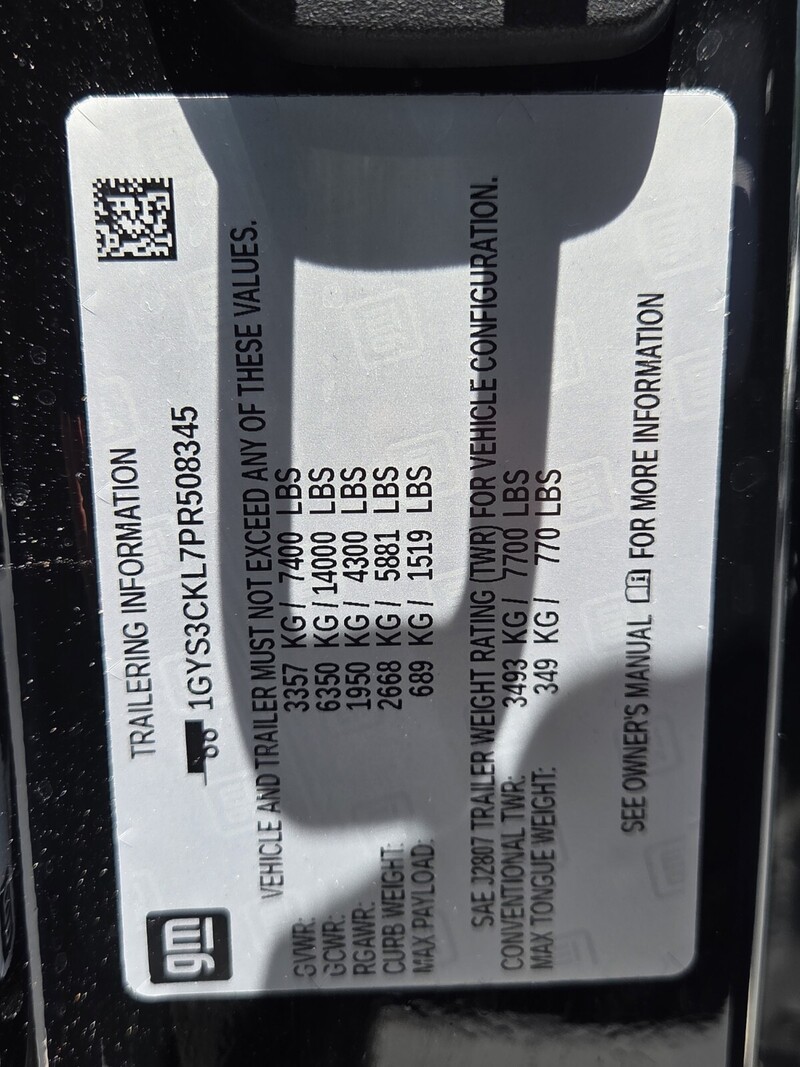 gm
TRAILERING INFORMATION
1GYS3CKL7PR508345
VEHICLE AND TRAILER MUST NOT EXCEED ANY OF THESE VALUES.
GVWR: 3357 KG / 7400 LBS
GCWR: 6350 KG / 14000 LBS
RGAWR: 1950 KG / 4300 LBS
CURB WEIGHT: 2668 KG / 5881 LBS
MAX PAYLOAD: 689 KG / 1519 LBS
SAE J2807 TRAILER WEIGHT RATING (TWR) FOR VEHICLE CONFIGURATION.
CONVENTIONAL TWR: 3493 KG / 7700 LBS
MAX TONGUE WEIGHT: 349 KG / 770 LBS
SEE OWNER'S MANUAL FOR MORE INFORMATION